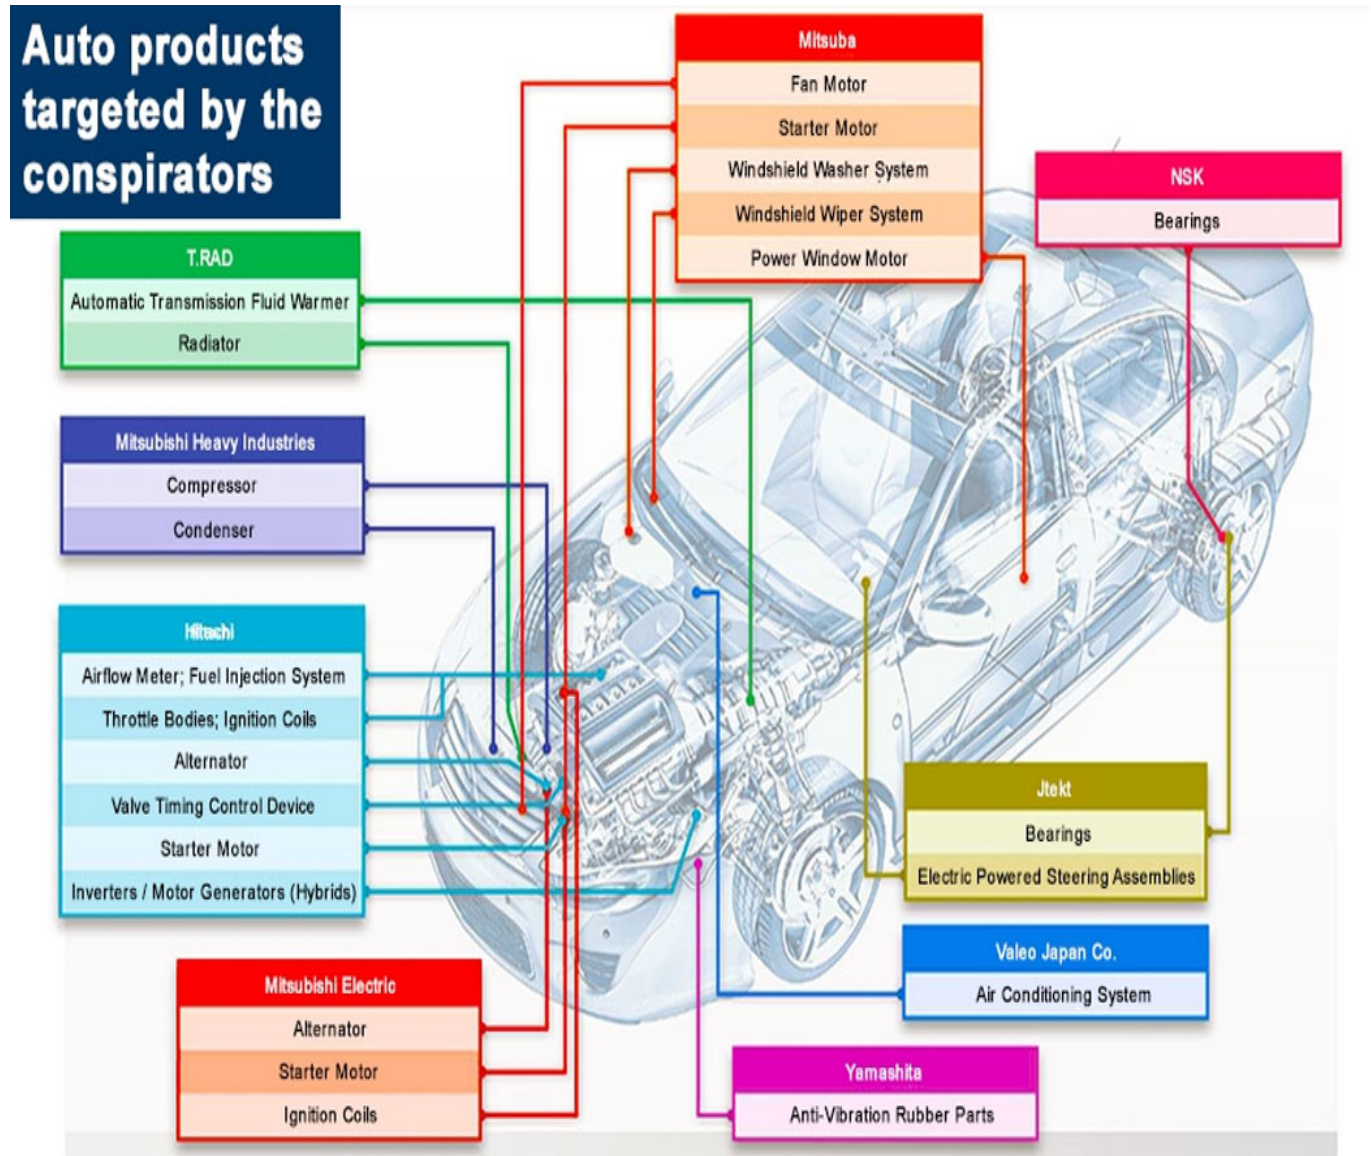 Auto products
targeted by the
conspirators
Mitsuba
Fan Motor
Starter Motor
Windshield Washer System
Windshield Wiper System
Power Window Motor
NSK
Bearings
T.RAD
Automatic Transmission Fluid Warmer
Radiator
Mitsubishi Heavy Industries
Compressor
Condenser
Hitachi
Airflow Meter; Fuel Injection System
Throttle Bodies; Ignition Coils
Alternator
Valve Timing Control Device
Starter Motor
Inverters / Motor Generators (Hybrids)
Jtekt
Bearings
Electric Powered Steering Assemblies
Valeo Japan Co.
Air Conditioning System
Mitsubishi Electric
Alternator
Starter Motor
Ignition Coils
Yamashita
Anti-Vibration Rubber Parts